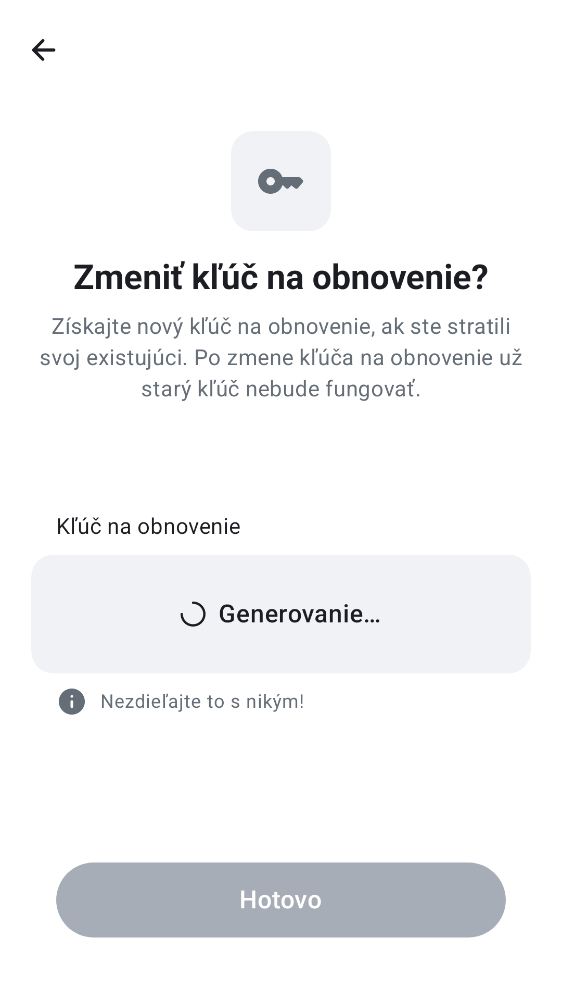 Zmeniť kľúč na obnovenie?
Získajte nový kľúč na obnovenie, ak ste stratili
svoj existujúci. Po zmene kľúča na obnovenie už
starý kľúč nebude fungovať.
Kľúč na obnovenie
Generovanie…
Nezdieľajte to s nikým!
Hotovo